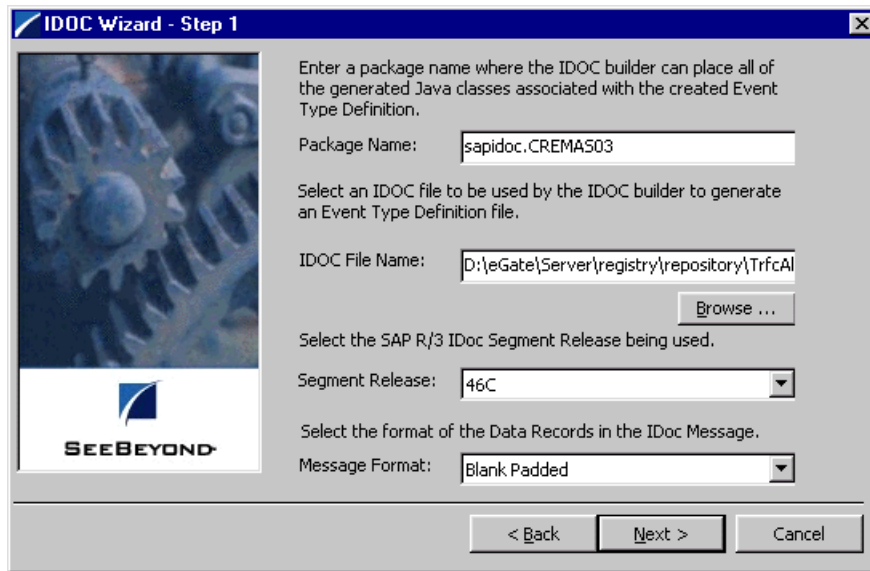 IDOC Wizard - Step 1
Enter a package name where the IDOC builder can place all of
the generated Java classes associated with the created Event
Type Definition.
Package Name: sapidoc.CREMAS03
Select an IDOC file to be used by the IDOC builder to generate
an Event Type Definition file.
IDOC File Name: D:\eGate\Server\registry\repository\TrfcAl
Browse ...
Select the SAP R/3 IDoc Segment Release being used.
Segment Release: 46C
SEEBEYOND
Select the format of the Data Records in the IDoc Message.
Message Format: Blank Padded
< Back Next > Cancel